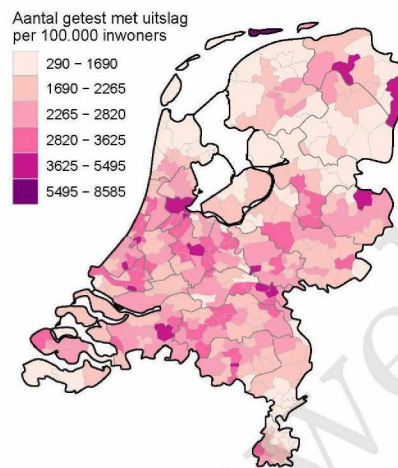 Aantal getest met uitslag
per 100.000 inwoners
290 – 1690
1690 – 2265
2265 – 2820
2820 – 3625
3625 – 5495
5495 – 8585